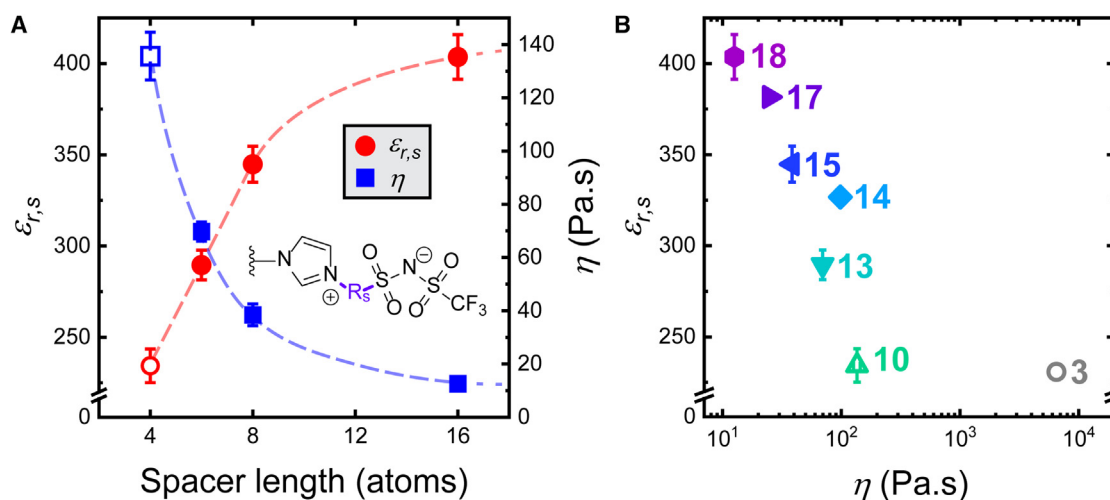 A
400
350
300
250
0
εr,s
4
8
12
16
Spacer length (atoms)
140
120
100
80
60
40
20
0
η (Pa.s)
εr,s
η
N
N
⊕
Rs
O
S
O
N
⊖
O
S
O
CF3
B
400
350
300
250
0
εr,s
18
17
15
14
13
10
3
10¹
10²
10³
10⁴
η (Pa.s)